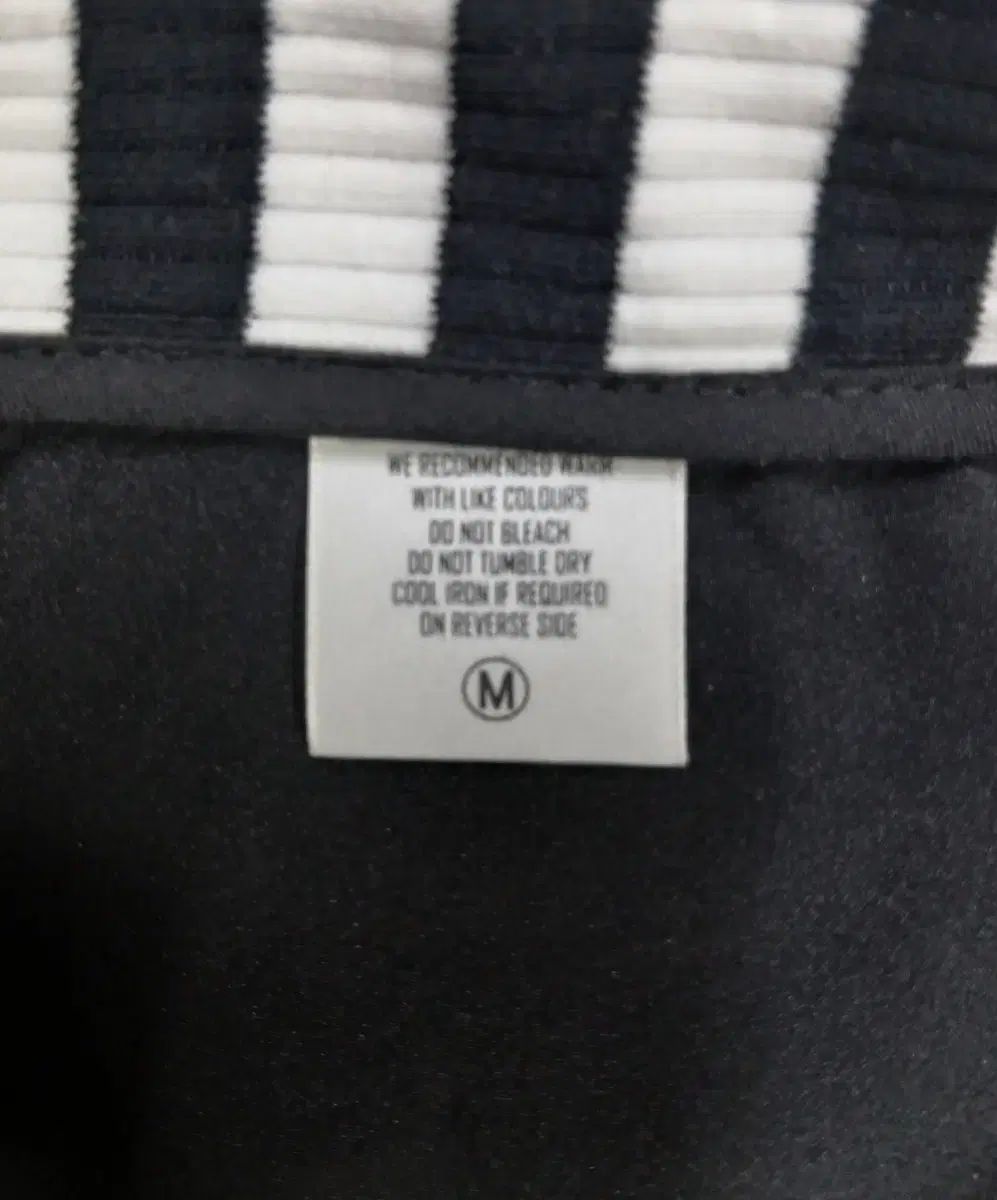 WE RECOMMENDED WARM
WITH LIKE COLOURS
DO NOT BLEACH
DO NOT TUMBLE DRY
COOL IRON IF REQUIRED
ON REVERSE SIDE
M